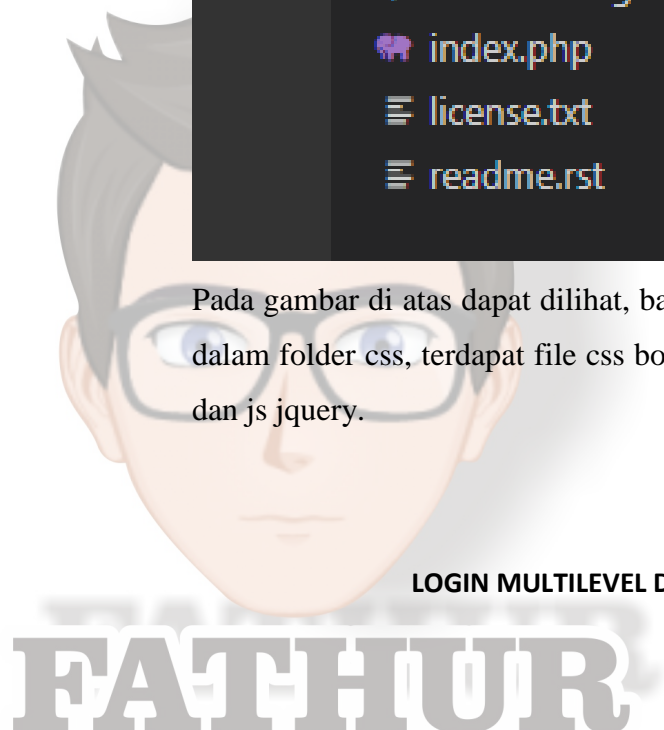 index.php
license.txt
readme.rst
Pada gambar di atas dapat dilihat, ba
dalam folder css, terdapat file css bo
dan js jquery.
LOGIN MULTILEVEL D
FATHUR